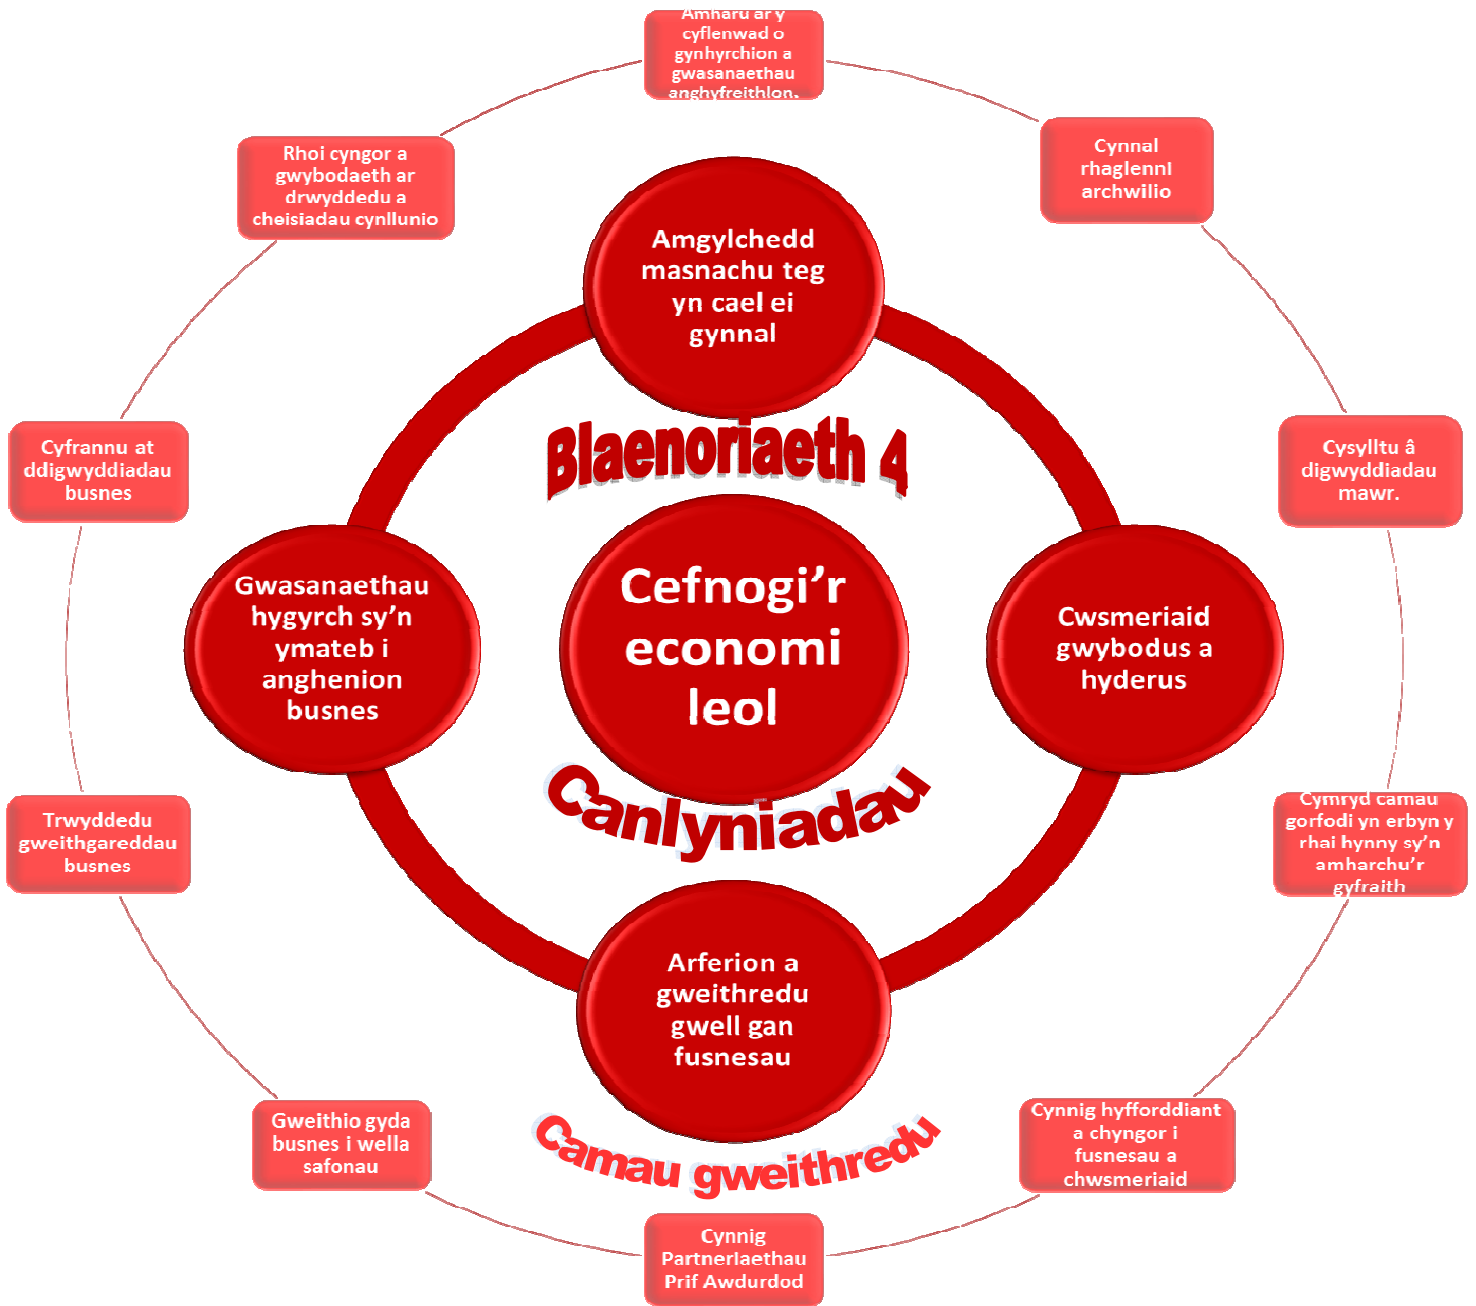 Amharu ar y
cyflenwad o
gynhyrchion a
gwasanaethau
anghyfreithlon.
Rhoi cyngor a
gwybodaeth ar
drwyddedu a
cheisiadau cynllunio
Cynnal
rhaglenni
archwilio
Amgylchedd
masnachu teg
yn cael ei
gynnal
Blaenoriaeth 4
Cyfrannu at
ddigwyddiadau
busnes
Cysylltu â
digwyddiadau
mawr.
Gwasanaethau
hygyrch sy’n
ymateb i
anghenion
busnes
Cefnogi’r
economi
leol
Cwsmeriaid
gwybodus a
hyderus
Canlyniadau
Trwyddedu
gweithgareddau
busnes
Cymryd camau
gorfodi yn erbyn y
rhai hynny sy’n
amharchu’r
gyfraith
Arferion a
gweithredu
gwell gan
fusnesau
Camau gweithredu
Gweithio gyda
busnes i wella
safonau
Cynnig hyfforddiant
a chyngor i
fusnesau a
chwsmeriaid
Cynnig
Partneriaethau
Prif Awdurdod